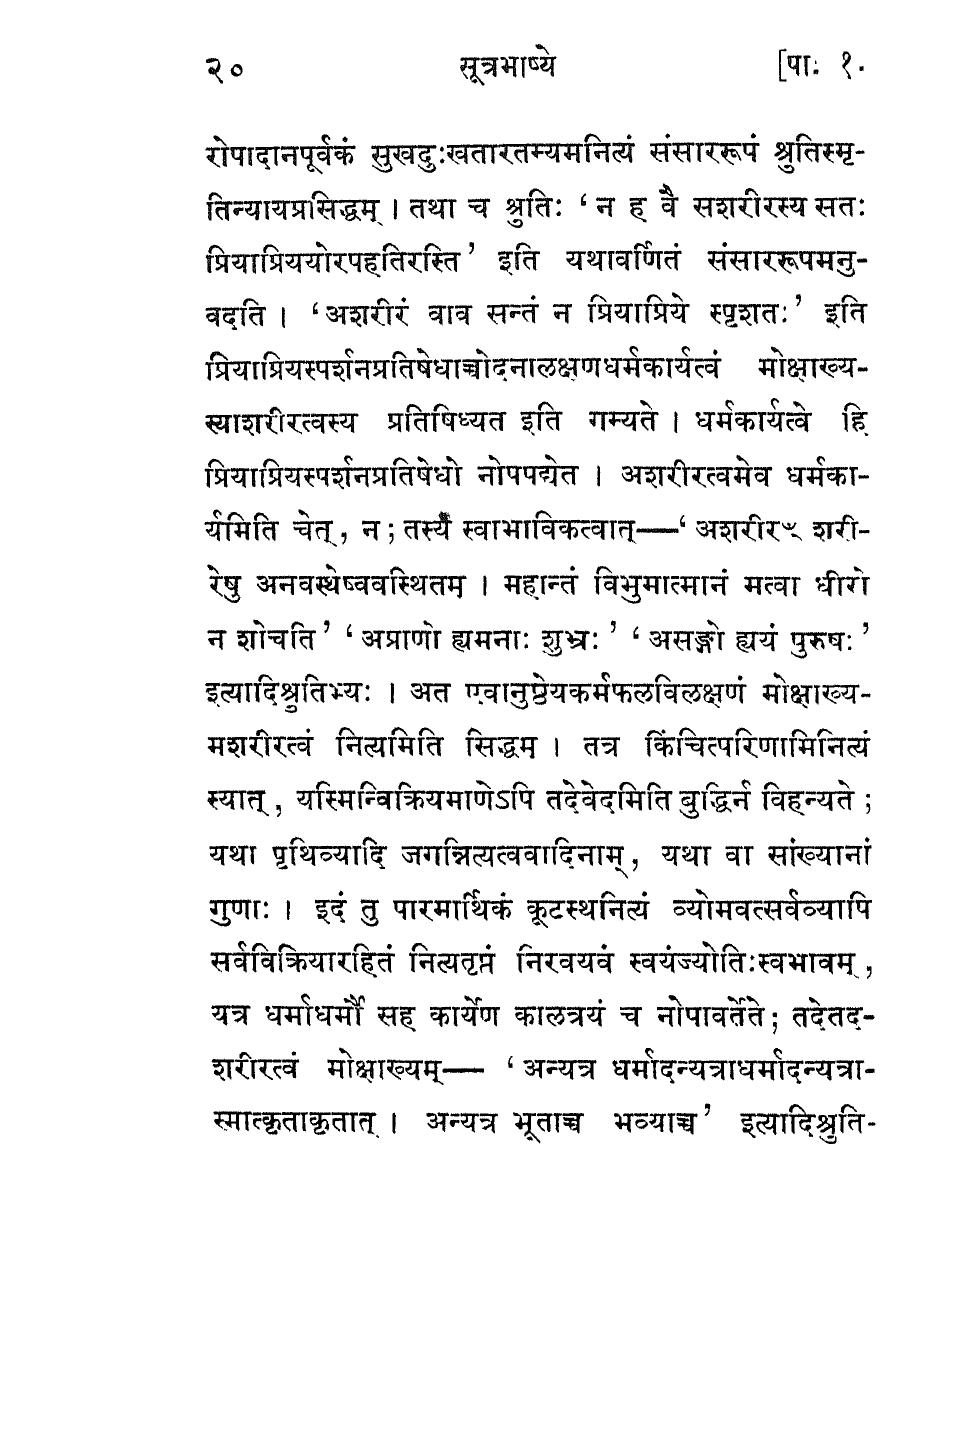 २० सूत्रभाष्ये [पा. १.
रोपादानपूर्वकं सुखदुःखतारतम्यमनित्यं संसाररूपं श्रुतिस्मृ-
तिन्यायप्रसिद्धम् । तथा च श्रुतिः ‘ न ह वै सशरीरस्य सतः
प्रियाप्रिययोरपहतिरस्ति ’ इति यथावर्णितं संसाररूपमनु-
वदति । ‘ अशरीरं वाव सन्तं न प्रियाप्रिये स्पृशतः ’ इति
प्रियाप्रियस्पर्शनप्रतिषेधाच्चोदनालक्षणधर्मकार्यत्वं मोक्षाख्य-
स्याशरीरत्वस्य प्रतिषिध्यत इति गम्यते । धर्मकार्यत्वे हि
प्रियाप्रियस्पर्शनप्रतिषेधो नोपपद्येत । अशरीरत्वमेव धर्मका-
र्यमिति चेत् , न ; तस्य स्वाभाविकत्वात्—‘ अशरीरꣳ शरी-
रेषु अनवस्थेष्ववस्थितम् । महान्तं विभुमात्मानं मत्वा धीरो
न शोचति ’ ‘ अप्राणो ह्यमनाः शुभ्रः ’ ‘ असङ्गो ह्ययं पुरुषः ’
इत्यादिश्रुतिभ्यः । अत एवानुष्ठेयकर्मफलविलक्षणं मोक्षाख्य-
मशरीरत्वं नित्यमिति सिद्धम् । तत्र किंचित्परिणामिनित्यं
स्यात् , यस्मिन्विक्रियमाणेऽपि तदेवेदमिति बुद्धिर्न विहन्यते ;
यथा पृथिव्यादि जगन्नित्यत्ववादिनाम् , यथा वा सांख्यानां
गुणाः । इदं तु पारमार्थिकं कूटस्थनित्यं व्योमवत्सर्वव्यापि
सर्वविक्रियारहितं नित्यतृप्तं निरवयवं स्वयंज्योतिःस्वभावम् ,
यत्र धर्माधर्मौ सह कार्येण कालत्रयं च नोपावर्तेते ; तदेतद-
शरीरत्वं मोक्षाख्यम्— ‘ अन्यत्र धर्मादन्यत्राधर्मादन्यत्रा-
स्मात्कृताकृतात् । अन्यत्र भूताच्च भव्याच्च ’ इत्यादिश्रुति-